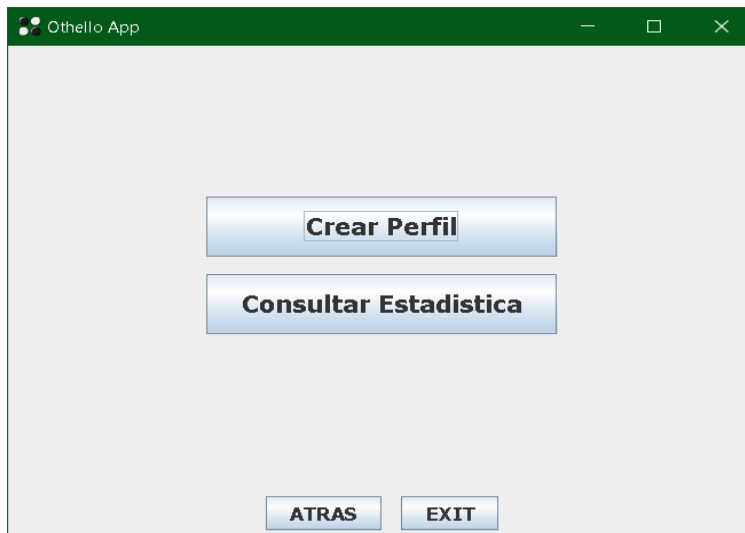 Othello App
Crear Perfil
Consultar Estadistica
ATRAS EXIT